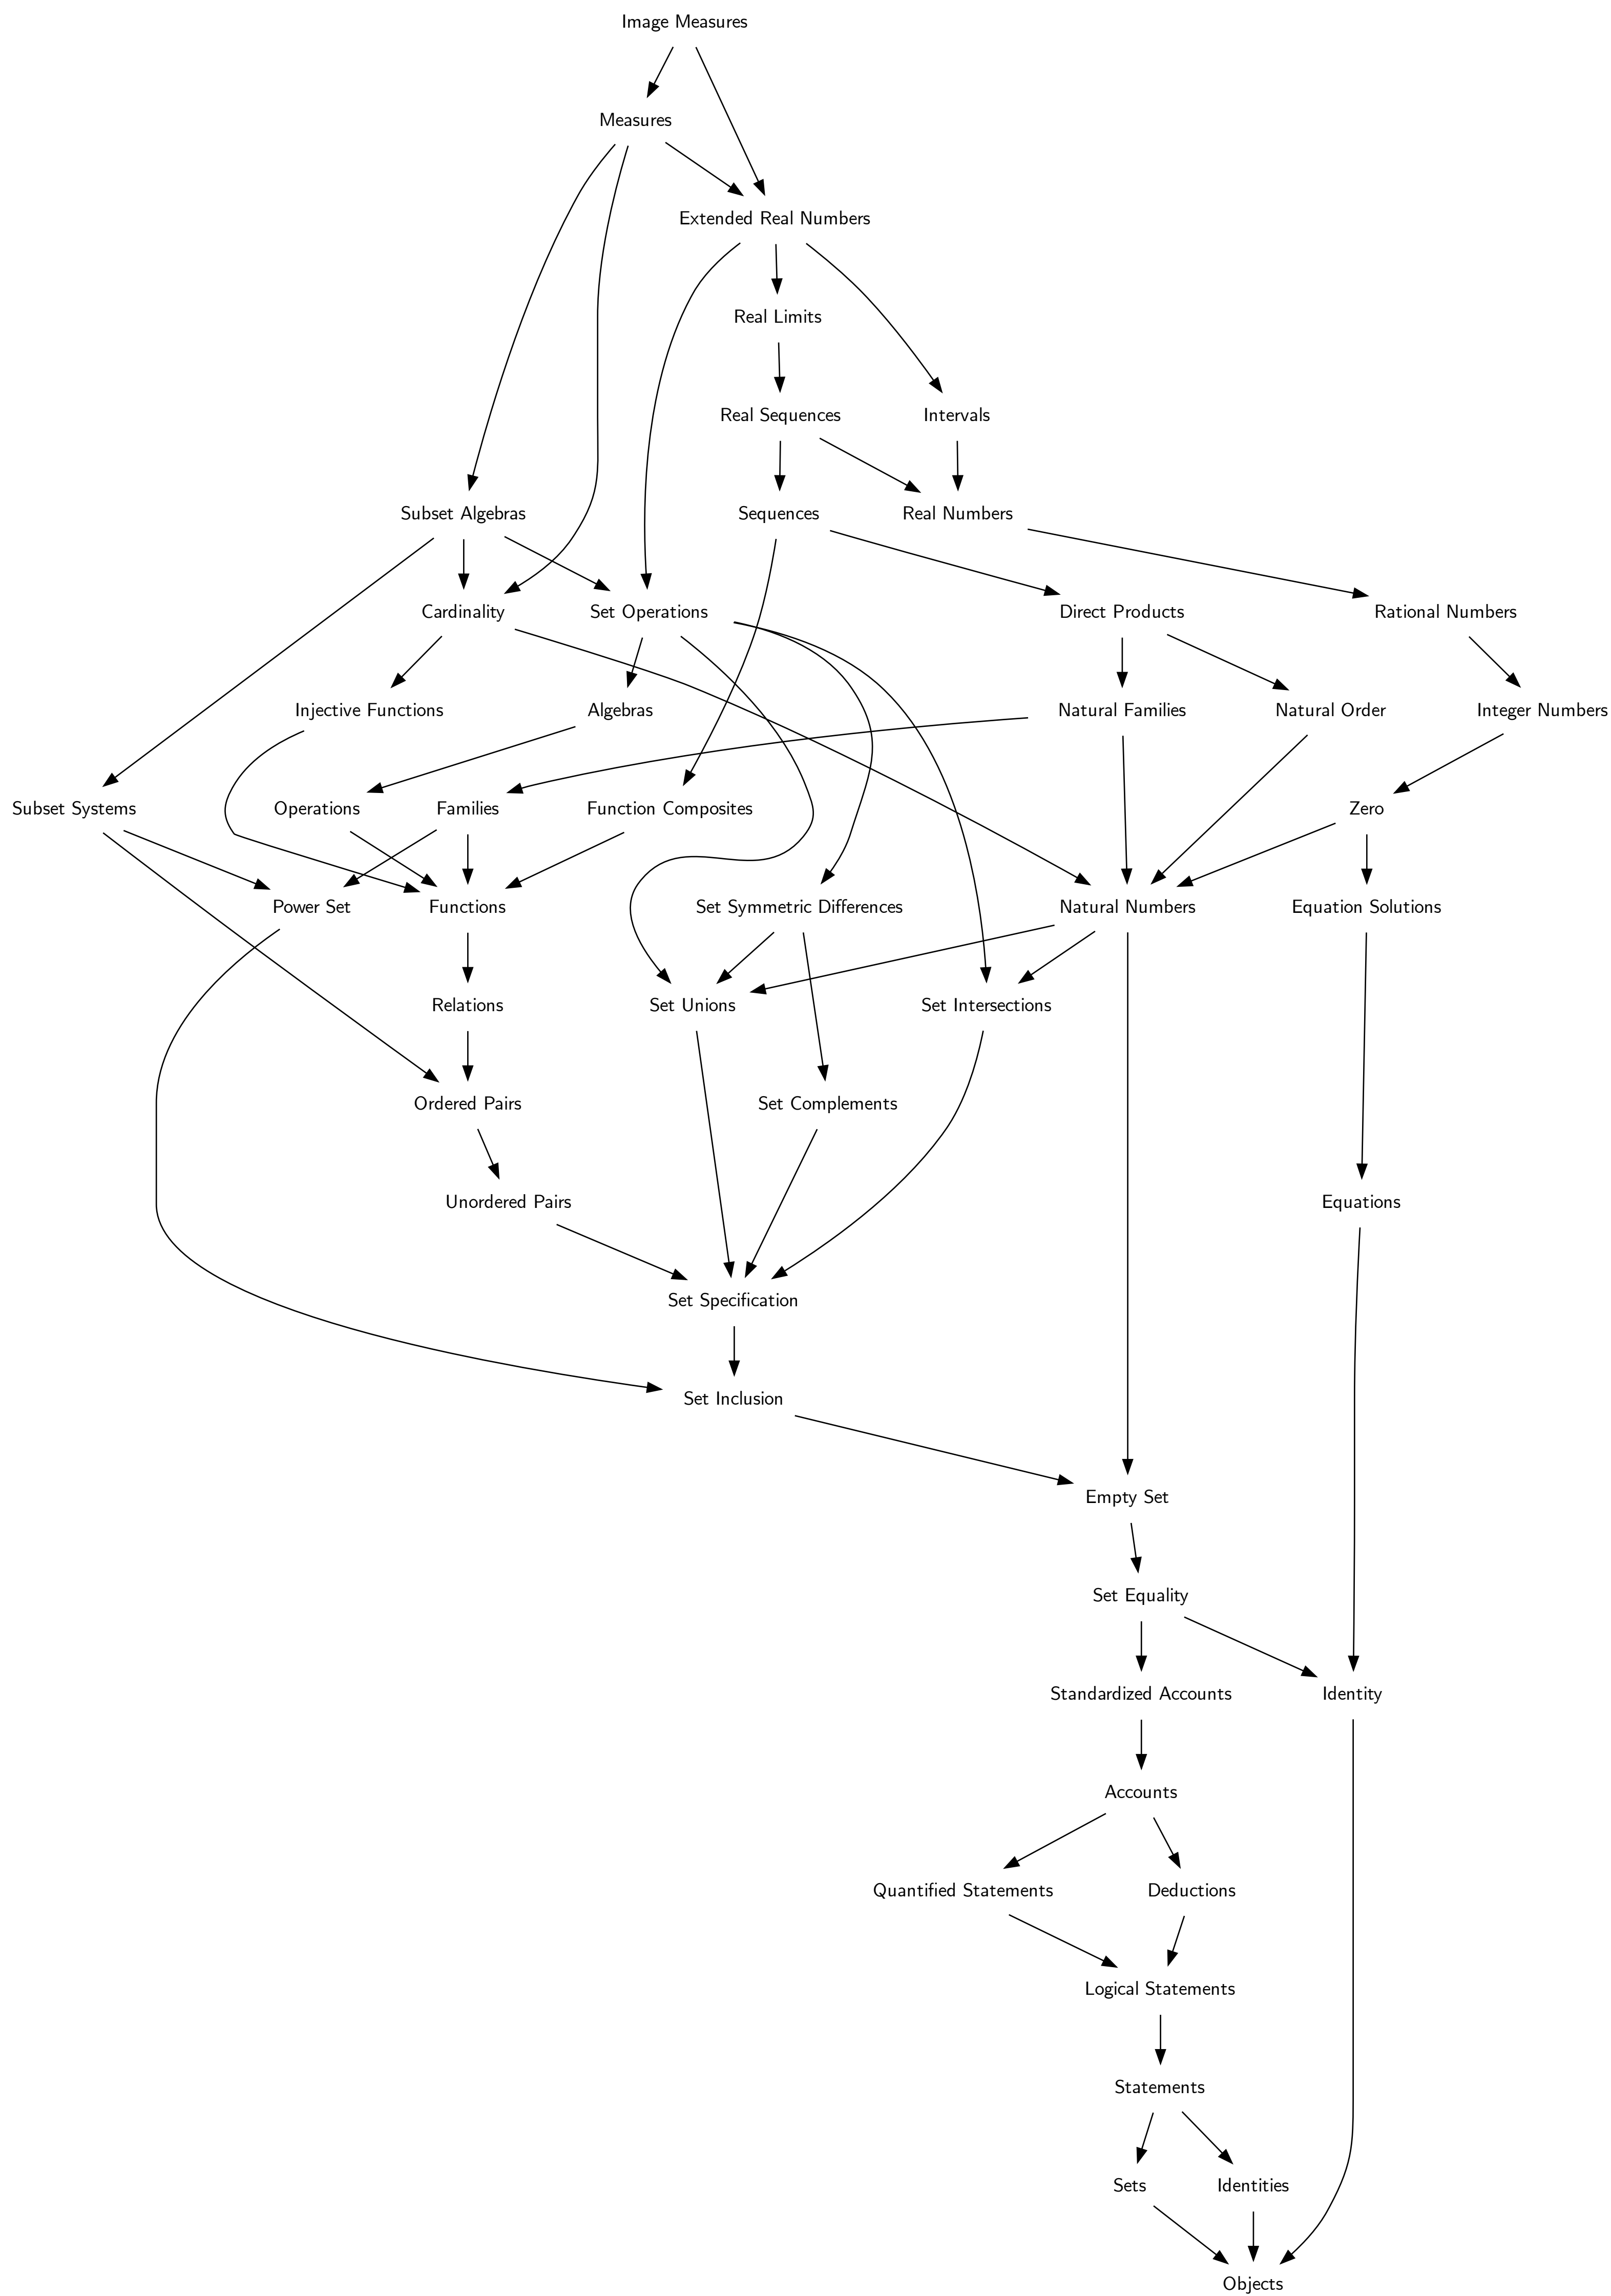 Image Measures
Measures
Extended Real Numbers
Real Limits
Real Sequences
Intervals
Subset Algebras
Sequences
Real Numbers
Cardinality
Set Operations
Direct Products
Rational Numbers
Injective Functions
Algebras
Natural Families
Natural Order
Integer Numbers
Subset Systems
Operations
Families
Function Composites
Zero
Power Set
Functions
Set Symmetric Differences
Natural Numbers
Equation Solutions
Relations
Set Unions
Set Intersections
Ordered Pairs
Set Complements
Unordered Pairs
Equations
Set Specification
Set Inclusion
Empty Set
Set Equality
Standardized Accounts
Identity
Accounts
Quantified Statements
Deductions
Logical Statements
Statements
Sets
Identities
Objects